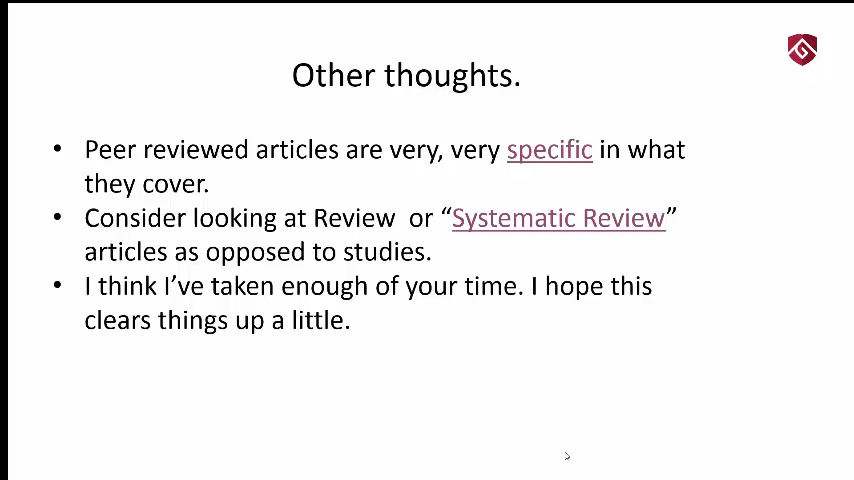 Other thoughts.
• Peer reviewed articles are very, very specific in what
they cover.
• Consider looking at Review or “Systematic Review”
articles as opposed to studies.
• I think I’ve taken enough of your time. I hope this
clears things up a little.